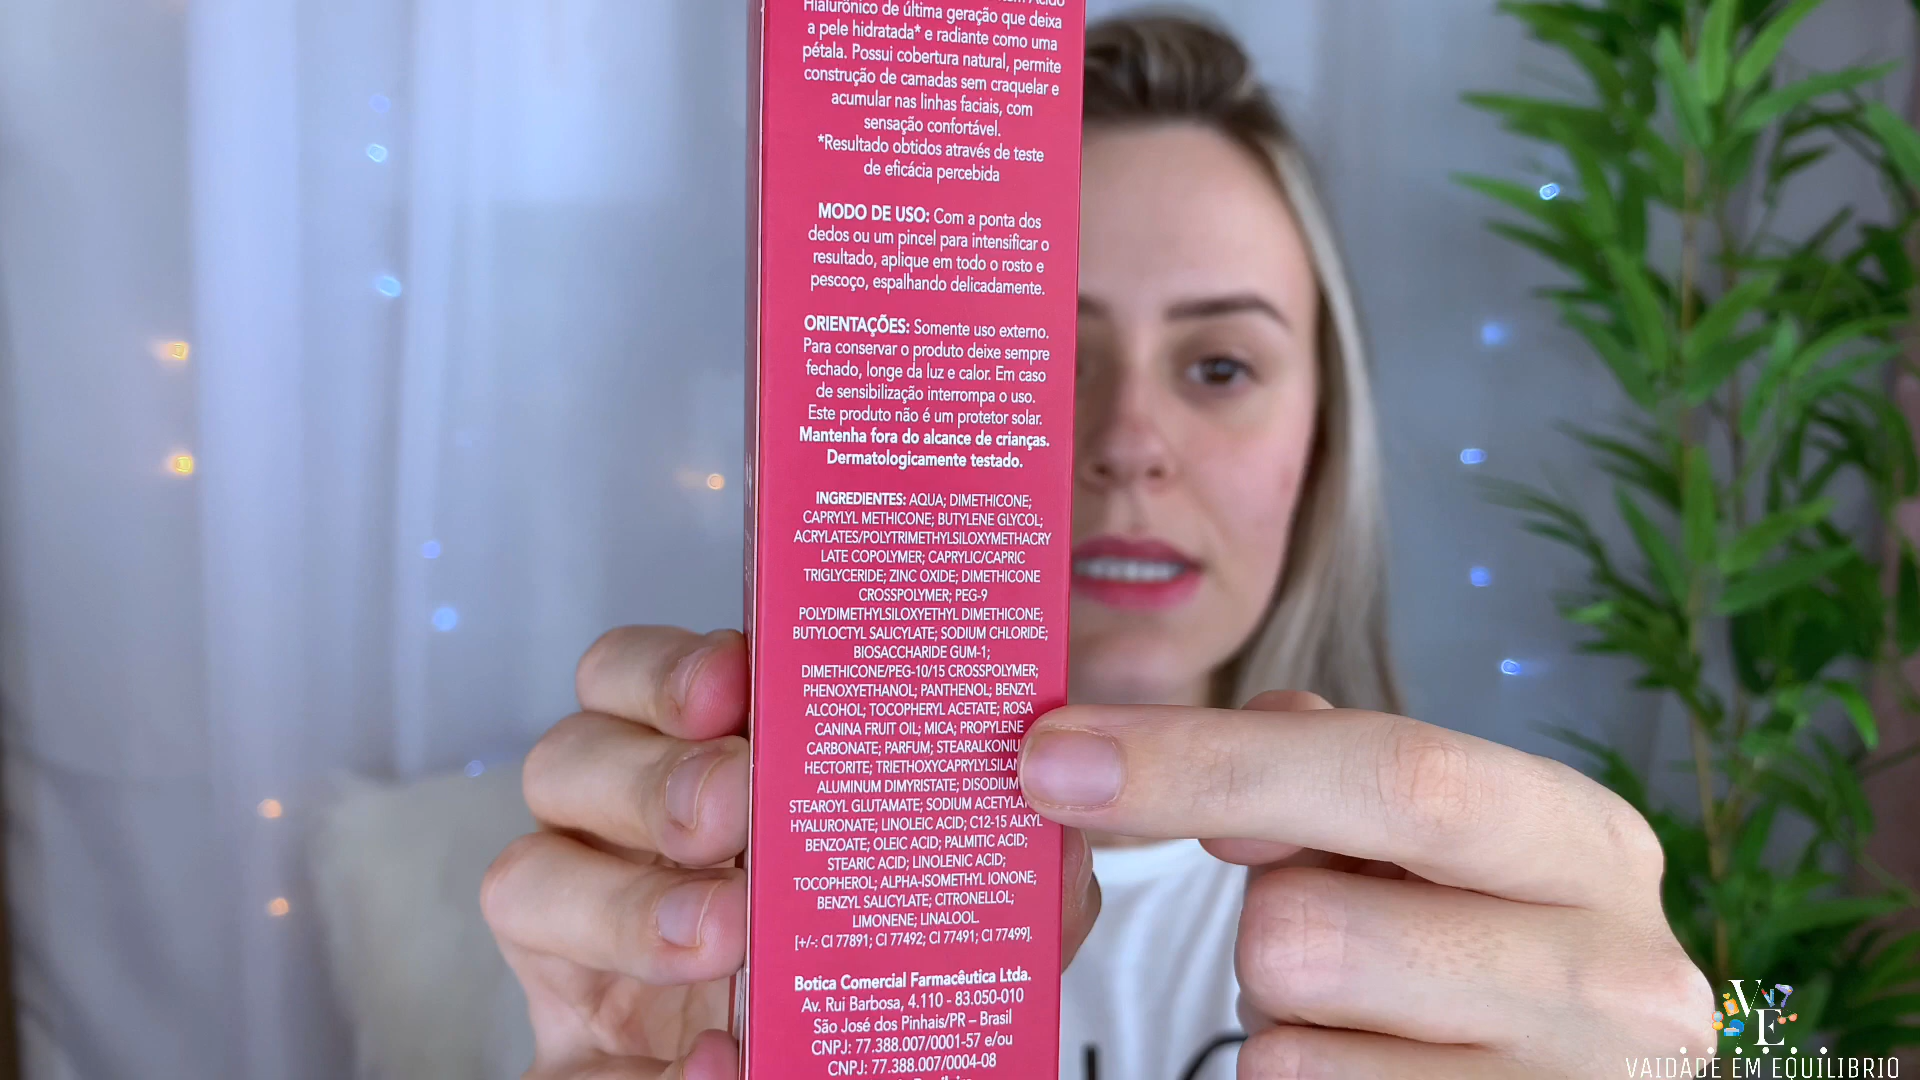 Hialurônico de última geração que deixa
a pele hidratada* e radiante como uma
pétala. Possui cobertura natural, permite
construção de camadas sem craquelar e
acumular nas linhas faciais, com
sensação confortável.
*Resultado obtidos através de teste
de eficácia percebida
MODO DE USO: Com a ponta dos
dedos ou um pincel para intensificar o
resultado, aplique em todo o rosto e
pescoço, espalhando delicadamente.
ORIENTAÇÕES: Somente uso externo.
Para conservar o produto deixe sempre
fechado, longe da luz e calor. Em caso
de sensibilização interrompa o uso.
Este produto não é um protetor solar.
Mantenha fora do alcance de crianças.
Dermatologicamente testado.
INGREDIENTES: AQUA; DIMETHICONE;
CAPRYLYL METHICONE; BUTYLENE GLYCOL;
ACRYLATES/POLYTRIMETHYLSILOXYMETHACRY
LATE COPOLYMER; CAPRYLIC/CAPRIC
TRIGLYCERIDE; ZINC OXIDE; DIMETHICONE
CROSSPOLYMER; PEG-9
POLYDIMETHYLSILOXYETHYL DIMETHICONE;
BUTYLOCTYL SALICYLATE; SODIUM CHLORIDE;
BIOSACCHARIDE GUM-1;
DIMETHICONE/PEG-10/15 CROSSPOLYMER;
PHENOXYETHANOL; PANTHENOL; BENZYL
ALCOHOL; TOCOPHERYL ACETATE; ROSA
CANINA FRUIT OIL; MICA; PROPYLENE
CARBONATE; PARFUM; STEARALKONIU
HECTORITE; TRIETHOXYCAPRYLYLSILAN
ALUMINUM DIMYRISTATE; DISODIUM
STEAROYL GLUTAMATE; SODIUM ACETYLA
HYALURONATE; LINOLEIC ACID; C12-15 ALKYL
BENZOATE; OLEIC ACID; PALMITIC ACID;
STEARIC ACID; LINOLENIC ACID;
TOCOPHEROL; ALPHA-ISOMETHYL IONONE;
BENZYL SALICYLATE; CITRONELLOL;
LIMONENE; LINALOOL.
[+/-: CI 77891; CI 77492; CI 77491; CI 77499].
Botica Comercial Farmacêutica Ltda.
Av. Rui Barbosa, 4.110 - 83.050-010
São José dos Pinhais/PR – Brasil
CNPJ: 77.388.007/0001-57 e/ou
CNPJ: 77.388.007/0004-08
VE
VAIDADE EM EQUILIBRIO